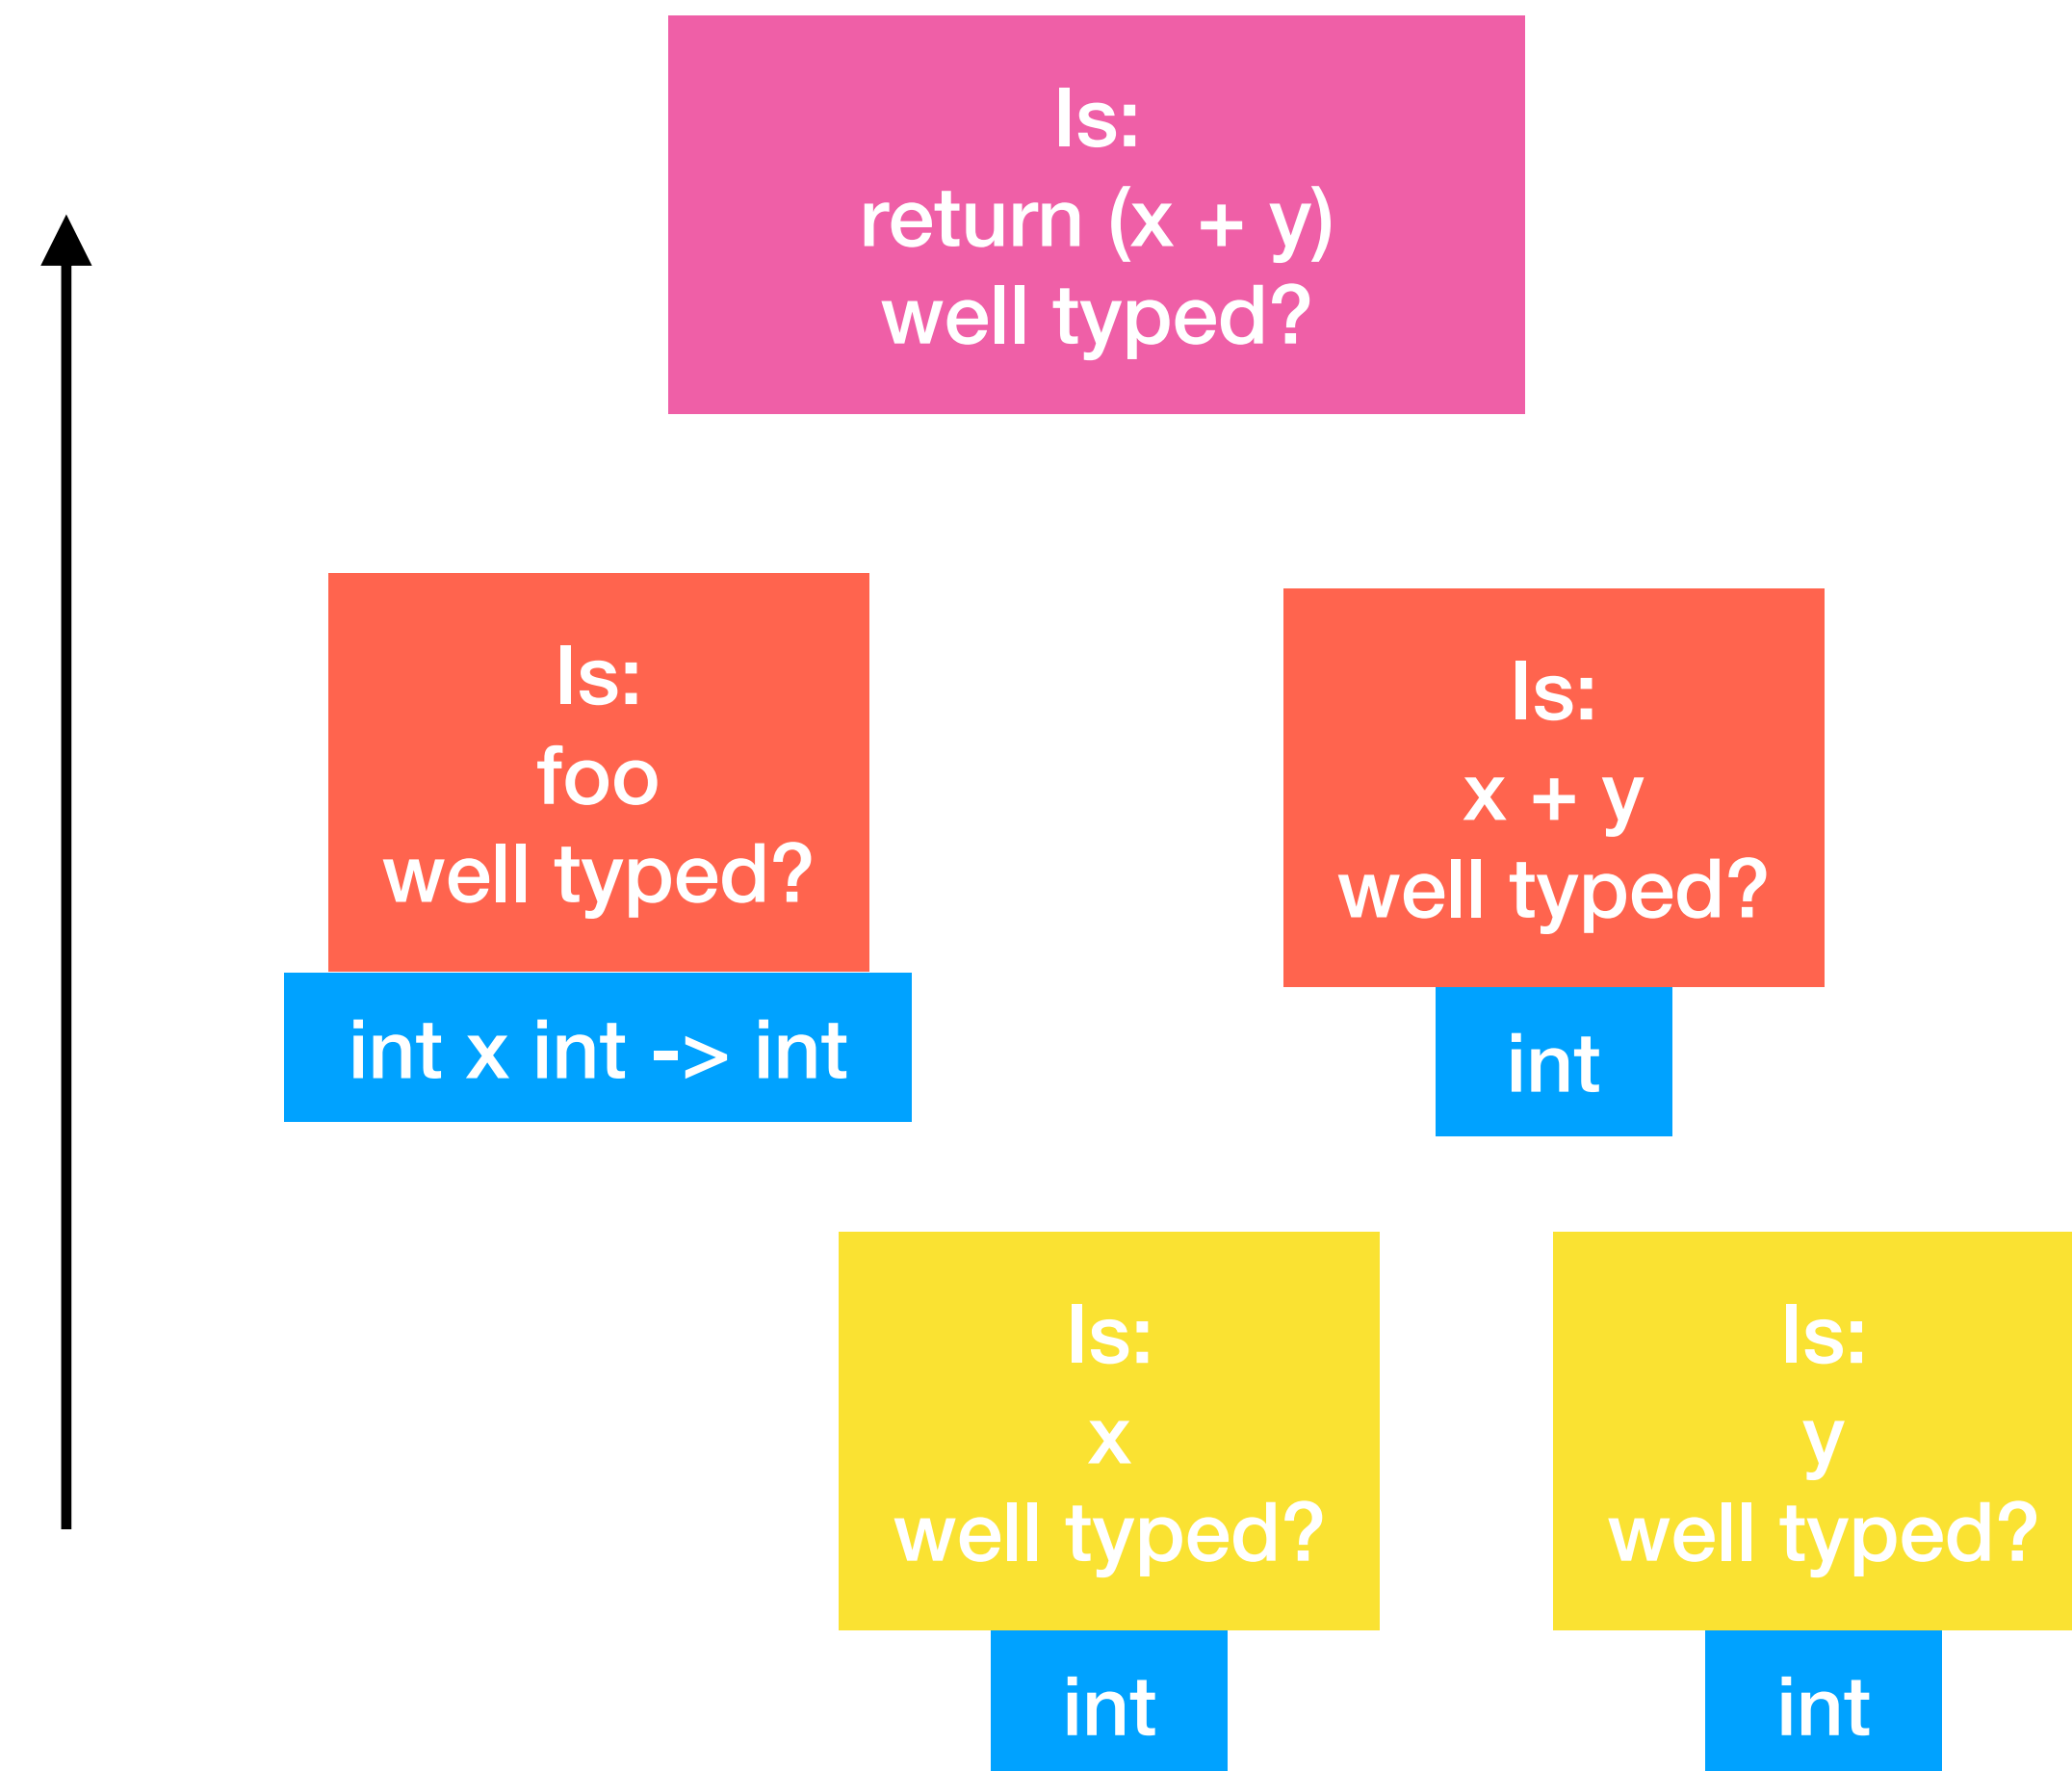 Is:
return (x + y)
well typed?
Is:
foo
well typed?
int x int -> int
Is:
x + y
well typed?
int
Is:
x
well typed?
int
Is:
y
well typed?
int